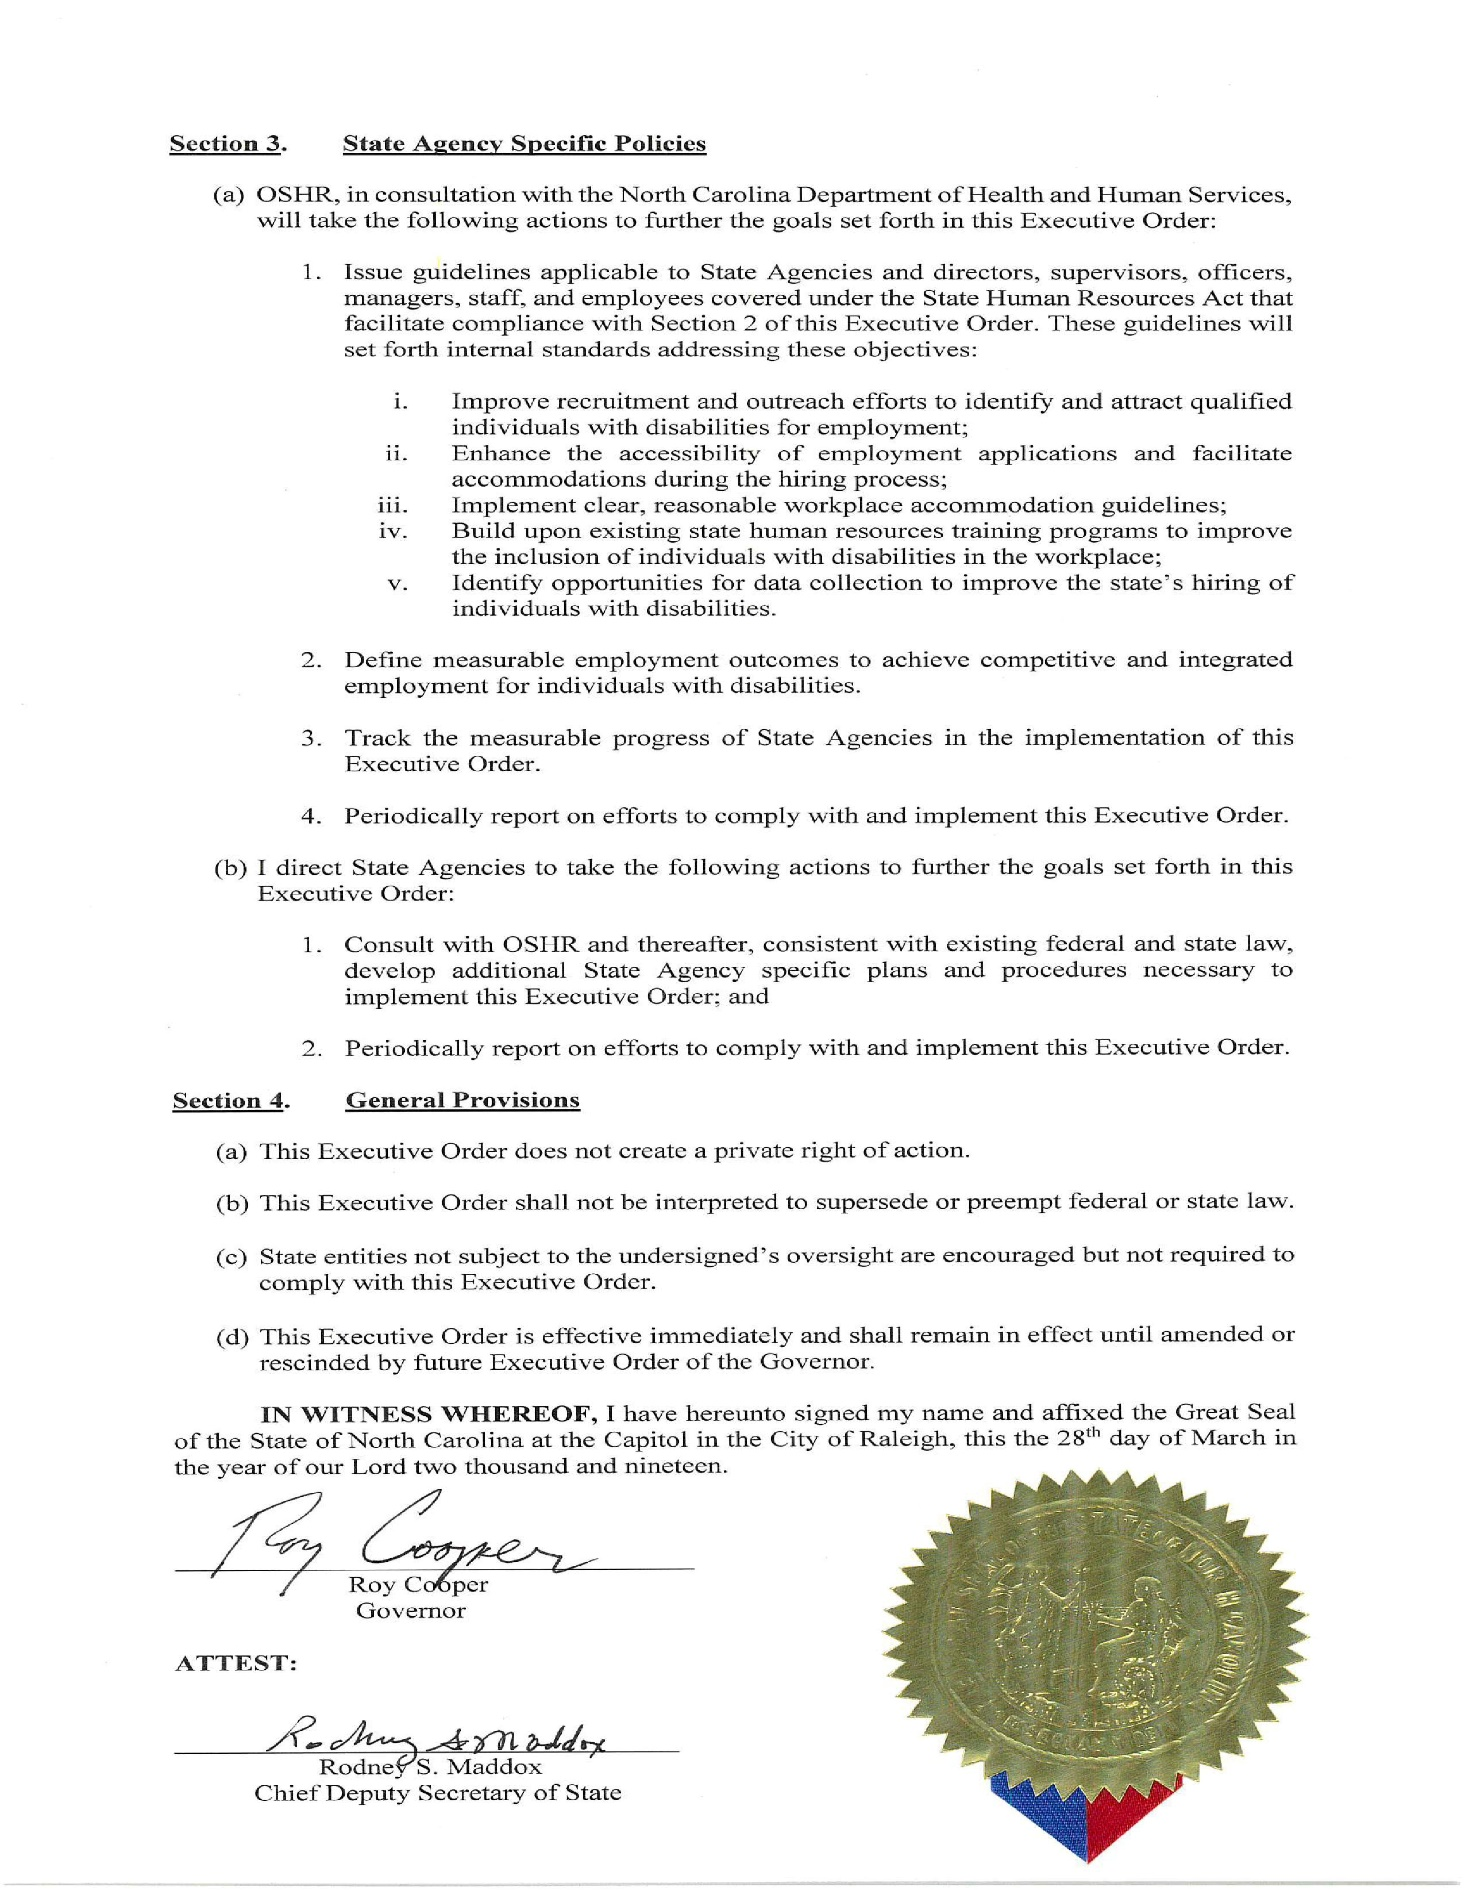 Section 3. State Agency Specific Policies
(a) OSHR, in consultation with the North Carolina Department of Health and Human Services,
will take the following actions to further the goals set forth in this Executive Order:
1. Issue guidelines applicable to State Agencies and directors, supervisors, officers,
managers, staff, and employees covered under the State Human Resources Act that
facilitate compliance with Section 2 of this Executive Order. These guidelines will
set forth internal standards addressing these objectives:
i. Improve recruitment and outreach efforts to identify and attract qualified
individuals with disabilities for employment;
ii. Enhance the accessibility of employment applications and facilitate
accommodations during the hiring process;
iii. Implement clear, reasonable workplace accommodation guidelines;
iv. Build upon existing state human resources training programs to improve
the inclusion of individuals with disabilities in the workplace;
v. Identify opportunities for data collection to improve the state's hiring of
individuals with disabilities.
2. Define measurable employment outcomes to achieve competitive and integrated
employment for individuals with disabilities.
3. Track the measurable progress of State Agencies in the implementation of this
Executive Order.
4. Periodically report on efforts to comply with and implement this Executive Order.
(b) I direct State Agencies to take the following actions to further the goals set forth in this
Executive Order:
1. Consult with OSHR and thereafter, consistent with existing federal and state law,
develop additional State Agency specific plans and procedures necessary to
implement this Executive Order; and
2. Periodically report on efforts to comply with and implement this Executive Order.
Section 4. General Provisions
(a) This Executive Order does not create a private right of action.
(b) This Executive Order shall not be interpreted to supersede or preempt federal or state law.
(c) State entities not subject to the undersigned's oversight are encouraged but not required to
comply with this Executive Order.
(d) This Executive Order is effective immediately and shall remain in effect until amended or
rescinded by future Executive Order of the Governor.
IN WITNESS WHEREOF, I have hereunto signed my name and affixed the Great Seal
of the State of North Carolina at the Capitol in the City of Raleigh, this the 28th day of March in
the year of our Lord two thousand and nineteen.
Roy Cooper
Roy Cooper
Governor
ATTEST:
Rodney S. Maddox
Rodney S. Maddox
Chief Deputy Secretary of State